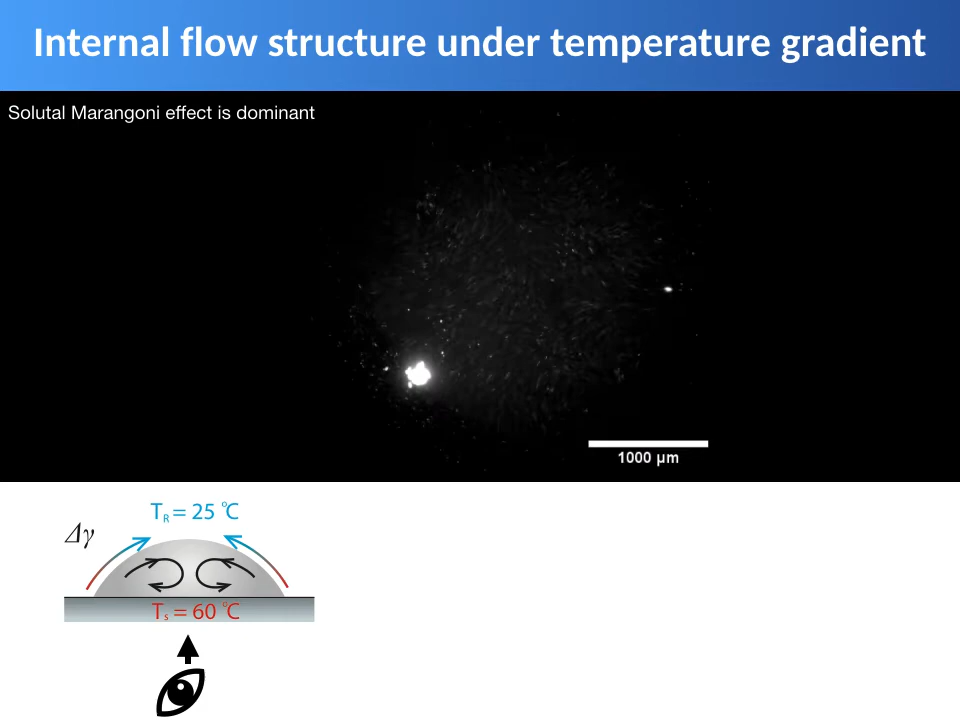 Internal flow structure under temperature gradient
Solutal Marangoni effect is dominant
1000 µm
T_R = 25 °C
Δγ
T_s = 60 °C